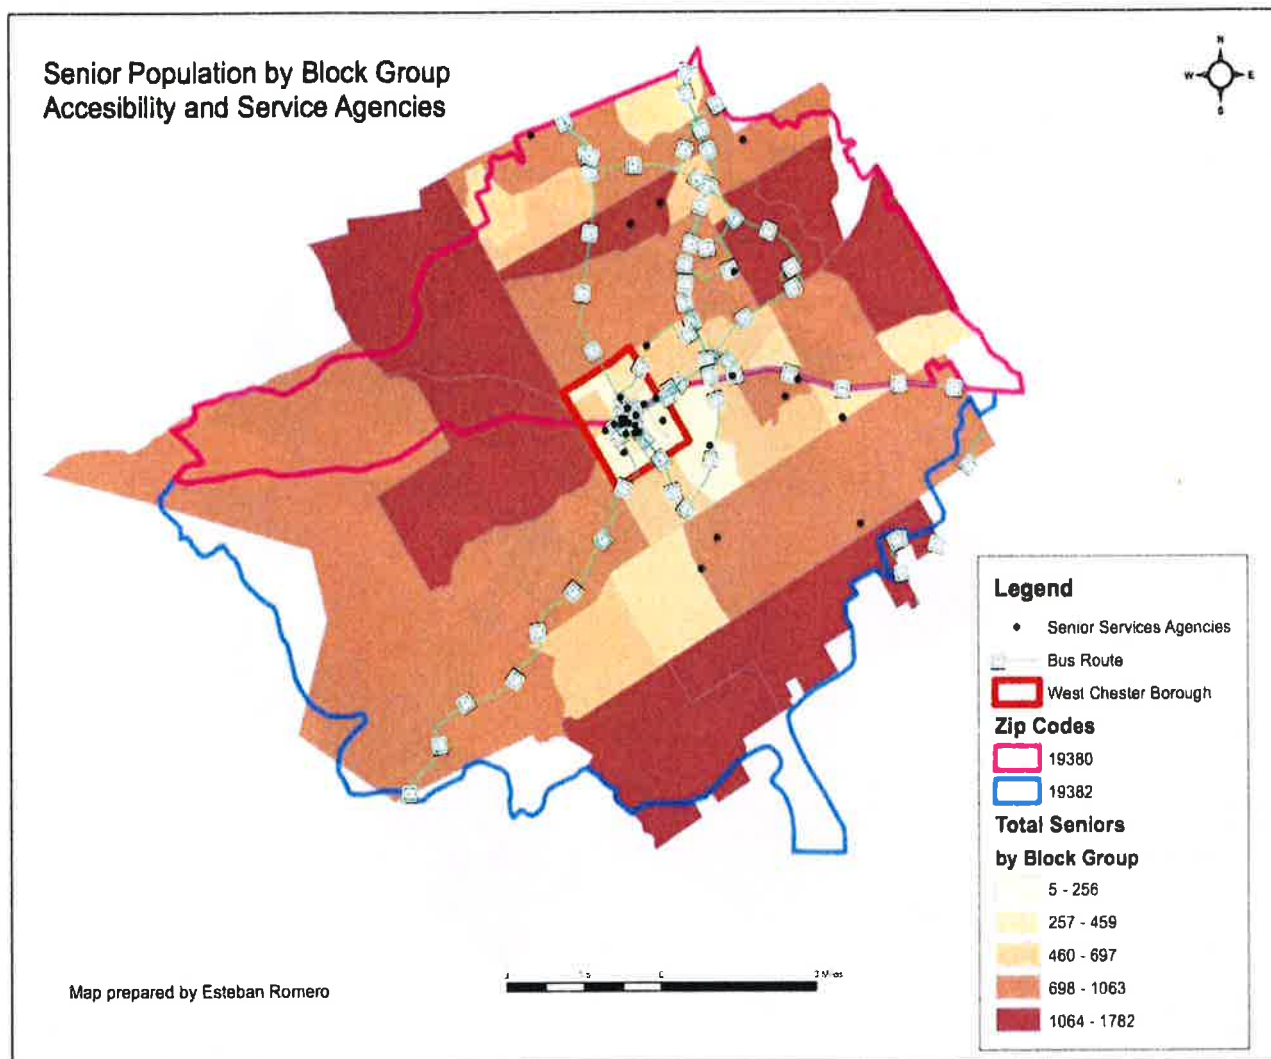 Senior Population by Block Group
Accesibility and Service Agencies
N
W E
S
Legend
Senior Services Agencies
Bus Route
West Chester Borough
Zip Codes
19380
19382
Total Seniors
by Block Group
5 - 256
257 - 459
460 - 697
698 - 1063
1064 - 1782
Map prepared by Esteban Romero